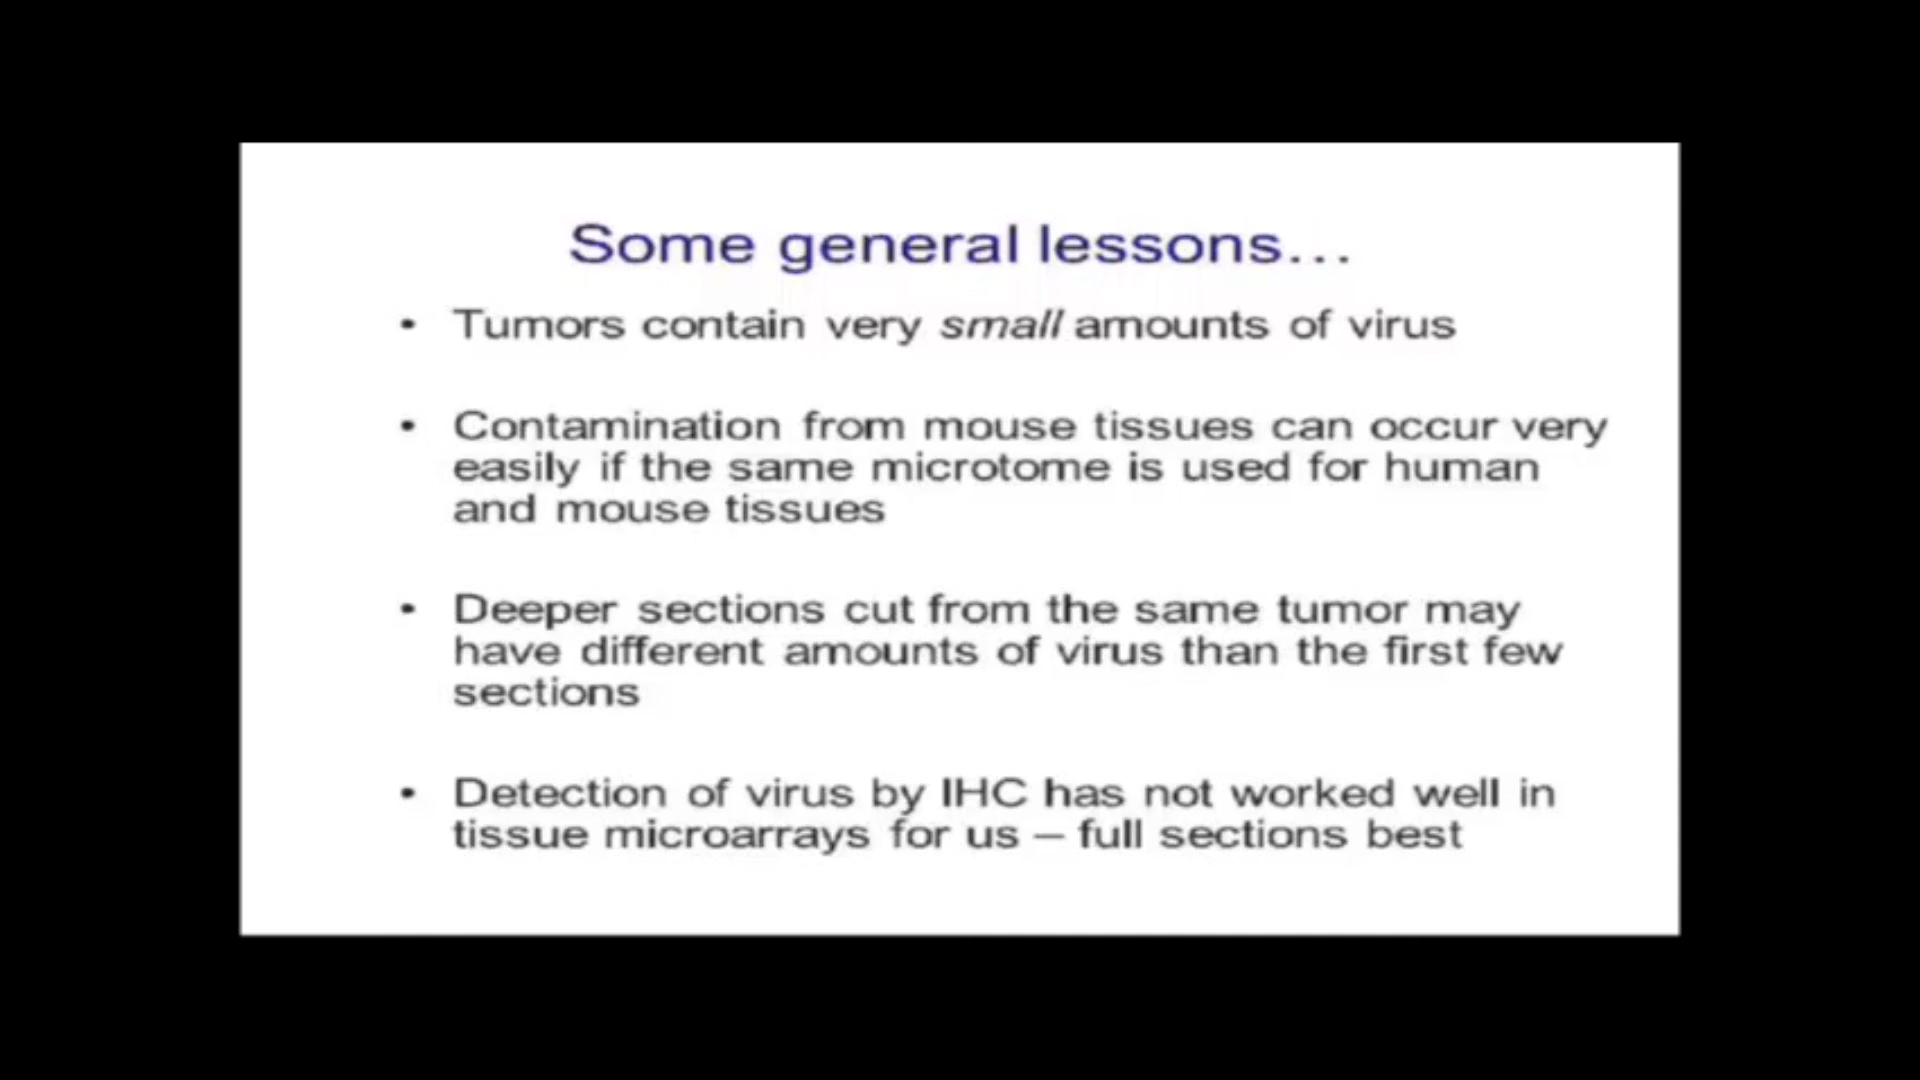 Some general lessons...
• Tumors contain very small amounts of virus
• Contamination from mouse tissues can occur very
easily if the same microtome is used for human
and mouse tissues
• Deeper sections cut from the same tumor may
have different amounts of virus than the first few
sections
• Detection of virus by IHC has not worked well in
tissue microarrays for us – full sections best